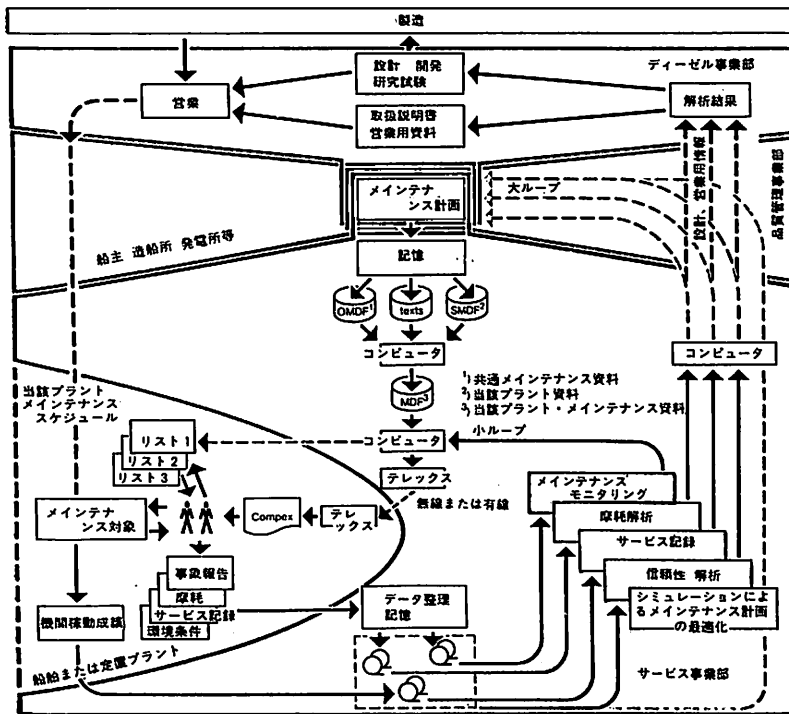 製造
設計 開発
研究試験
ディーゼル事業部
営業
解析結果
取扱説明書
営業用資料
設計、営業用情報
品質管理事業部
メインテナ
ンス計画
大ループ
船主 造船所 発電所等
記憶
OMDF¹⁾
texts
SMDF²⁾
コンピュータ
コンピュータ
MDF³⁾
¹⁾共通メインテナンス資料
²⁾当該プラント資料
³⁾当該プラント・メインテナンス資料
当該プラント
メインテナンス
スケジュール
コンピュータ
小ループ
リスト1
リスト2
リスト3
テレックス
無線または有線
メインテナンス
モニタリング
摩耗解析
サービス記録
信頼性 解析
シミュレーションによ
るメインテナンス計画
の最適化
メインテナ
ンス対象
Compex
テレ
ックス
事象報告
摩耗
サービス記録
環境条件
データ整理
記憶
機関稼動成績
船舶または定置プラント
サービス事業部